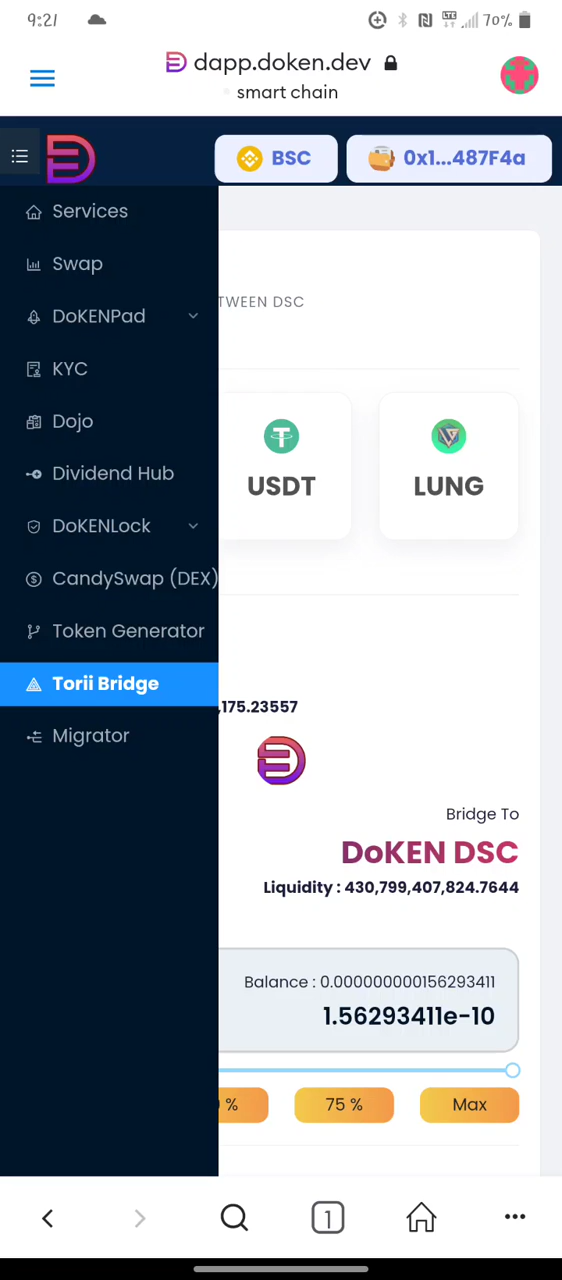 9:21
LTE
70%
dapp.doken.dev
smart chain
BSC
0x1...487F4a
Services
Swap
TWEEN DSC
DoKENPad
KYC
Dojo
USDT
LUNG
Dividend Hub
DoKENLock
CandySwap (DEX)
Token Generator
Torii Bridge
,175.23557
Migrator
Bridge To
DoKEN DSC
Liquidity : 430,799,407,824.7644
Balance : 0.000000000156293411
1.56293411e-10
%
75 %
Max
1